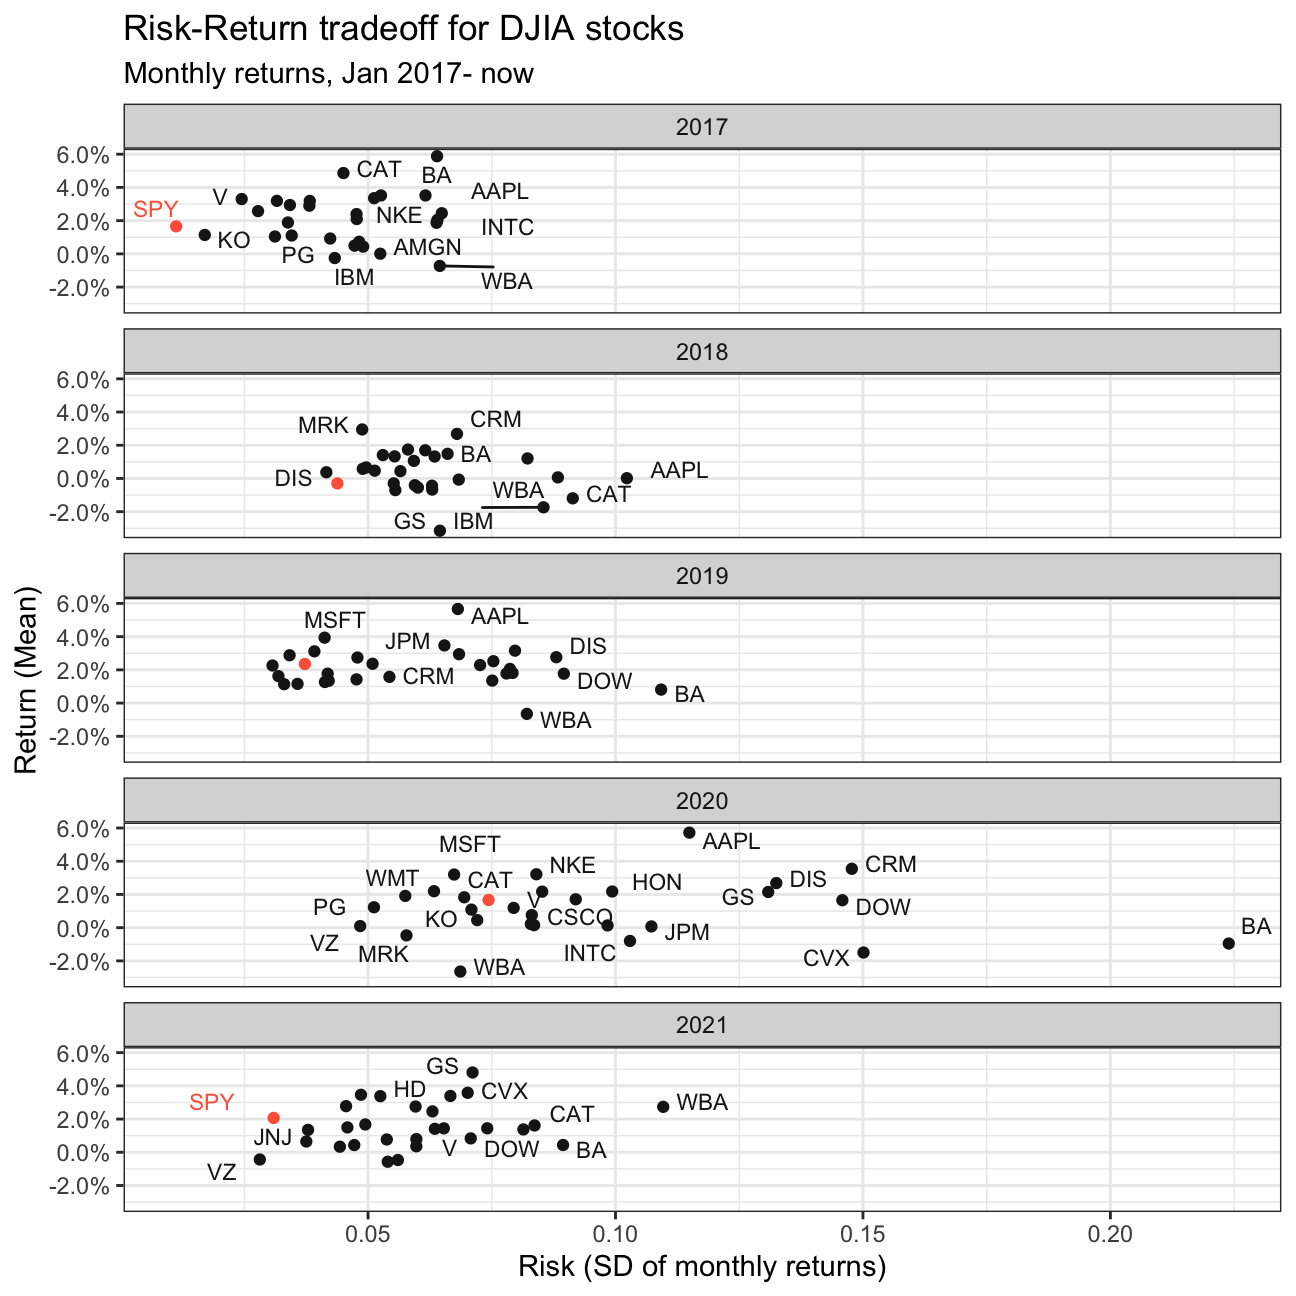 Risk-Return tradeoff for DJIA stocks
Monthly returns, Jan 2017- now
Return (Mean)
2017
6.0%
4.0%
2.0%
0.0%
-2.0%
CAT
BA
AAPL
V
SPY
NKE
INTC
KO
PG
AMGN
IBM
WBA
2018
6.0%
4.0%
2.0%
0.0%
-2.0%
MRK
CRM
BA
DIS
AAPL
WBA
CAT
GS
IBM
2019
6.0%
4.0%
2.0%
0.0%
-2.0%
MSFT
AAPL
JPM
DIS
CRM
DOW
BA
WBA
2020
6.0%
4.0%
2.0%
0.0%
-2.0%
MSFT
AAPL
NKE
CRM
WMT
CAT
HON
DIS
GS
PG
V
DOW
KO
CSCO
BA
VZ
JPM
MRK
INTC
CVX
WBA
2021
6.0%
4.0%
2.0%
0.0%
-2.0%
GS
HD
CVX
SPY
WBA
CAT
JNJ
V
DOW
BA
VZ
0.05
0.10
0.15
0.20
Risk (SD of monthly returns)